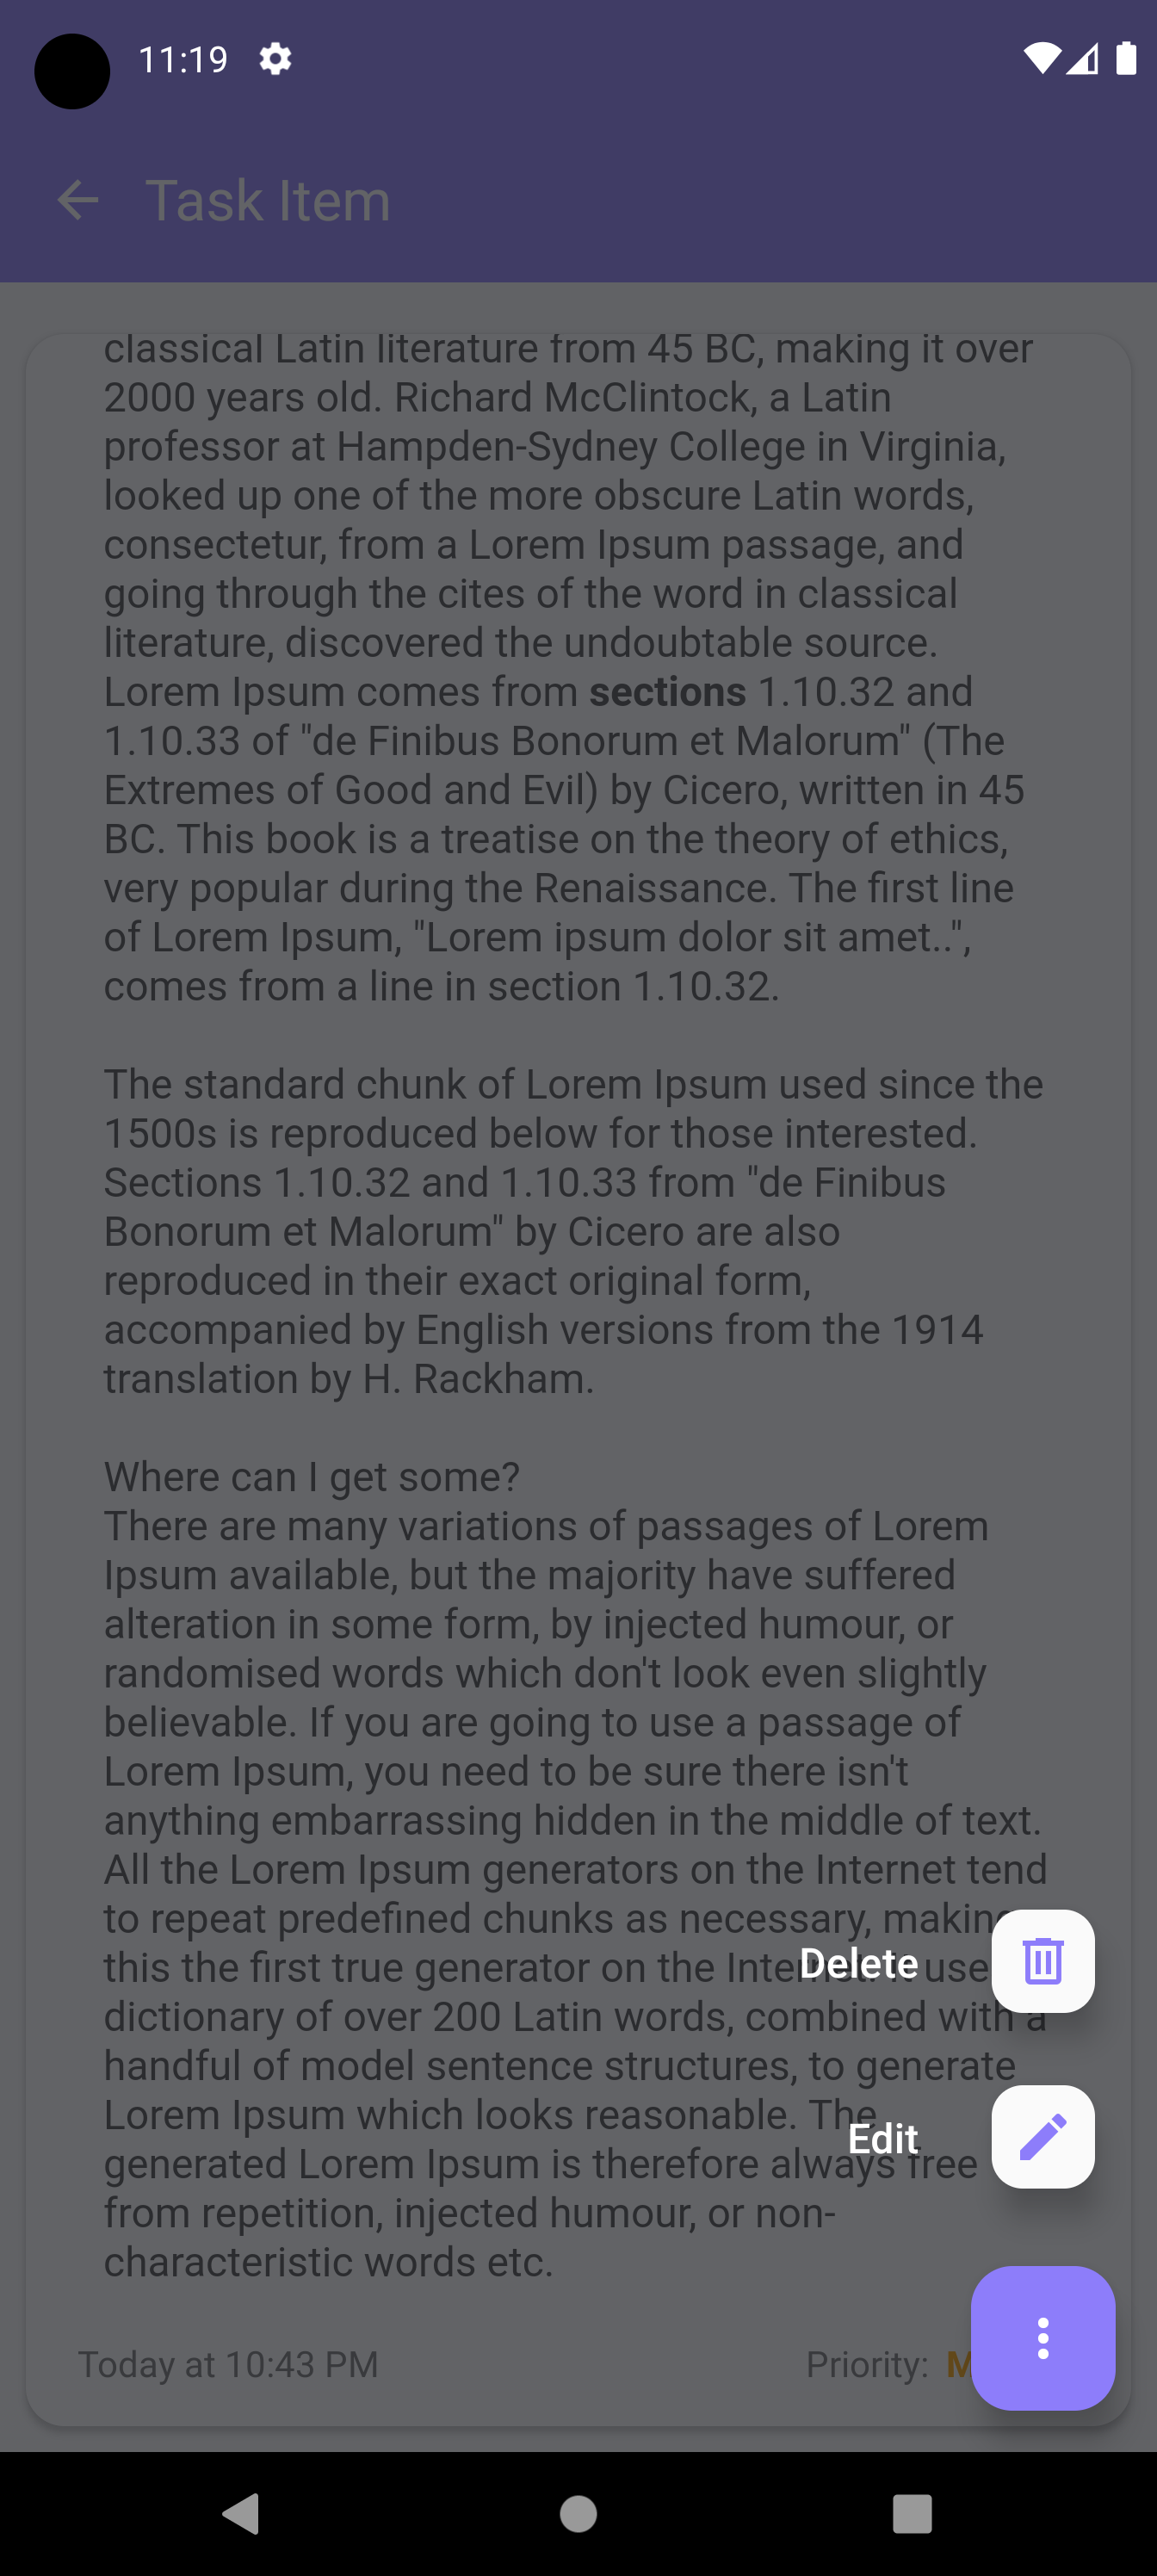 11:19
Task Item
classical Latin literature from 45 BC, making it over
2000 years old. Richard McClintock, a Latin
professor at Hampden-Sydney College in Virginia,
looked up one of the more obscure Latin words,
consectetur, from a Lorem Ipsum passage, and
going through the cites of the word in classical
literature, discovered the undoubtable source.
Lorem Ipsum comes from sections 1.10.32 and
1.10.33 of "de Finibus Bonorum et Malorum" (The
Extremes of Good and Evil) by Cicero, written in 45
BC. This book is a treatise on the theory of ethics,
very popular during the Renaissance. The first line
of Lorem Ipsum, "Lorem ipsum dolor sit amet..",
comes from a line in section 1.10.32.
The standard chunk of Lorem Ipsum used since the
1500s is reproduced below for those interested.
Sections 1.10.32 and 1.10.33 from "de Finibus
Bonorum et Malorum" by Cicero are also
reproduced in their exact original form,
accompanied by English versions from the 1914
translation by H. Rackham.
Where can I get some?
There are many variations of passages of Lorem
Ipsum available, but the majority have suffered
alteration in some form, by injected humour, or
randomised words which don't look even slightly
believable. If you are going to use a passage of
Lorem Ipsum, you need to be sure there isn't
anything embarrassing hidden in the middle of text.
All the Lorem Ipsum generators on the Internet tend
to repeat predefined chunks as necessary, making
this the first true generator on the
Delete
dictionary of over 200 Latin words, combined with a
handful of model sentence structures, to generate
Lorem Ipsum which looks reasonable. The
Edit
generated Lorem Ipsum is therefore always free
from repetition, injected humour, or non-
characteristic words etc.
Today at 10:43 PM
Priority: